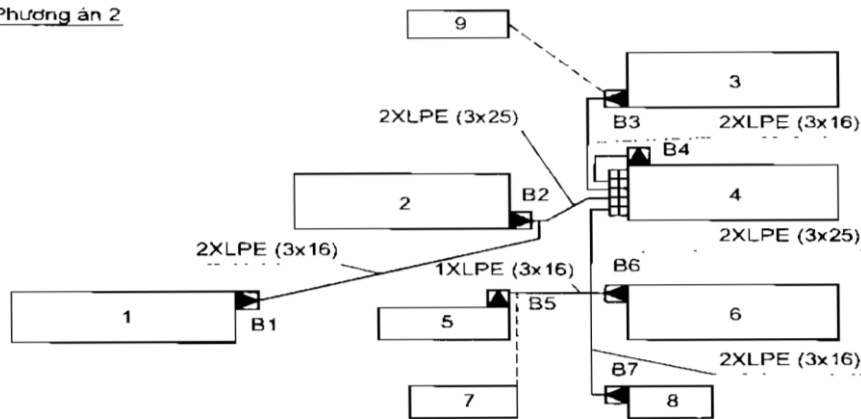 Phương án 2
9
3
2XLPE (3x25)
B3
2XLPE (3x16)
B4
2
B2
4
2XLPE (3x16)
2XLPE (3x25)
1XLPE (3x16)
B6
1
B1
B5
5
6
2XLPE (3x16)
B7
7
8